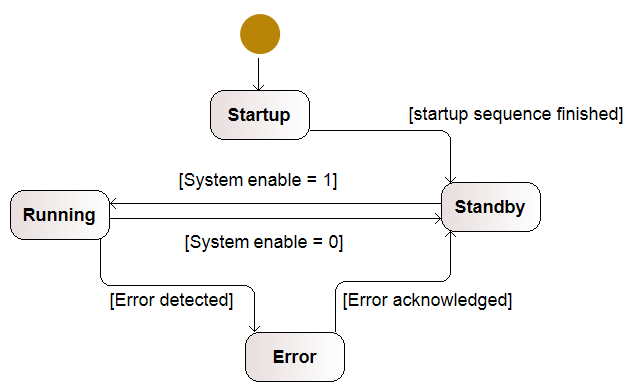 Startup
[startup sequence finished]
[System enable = 1]
Running
Standby
[System enable = 0]
[Error detected]
[Error acknowledged]
Error